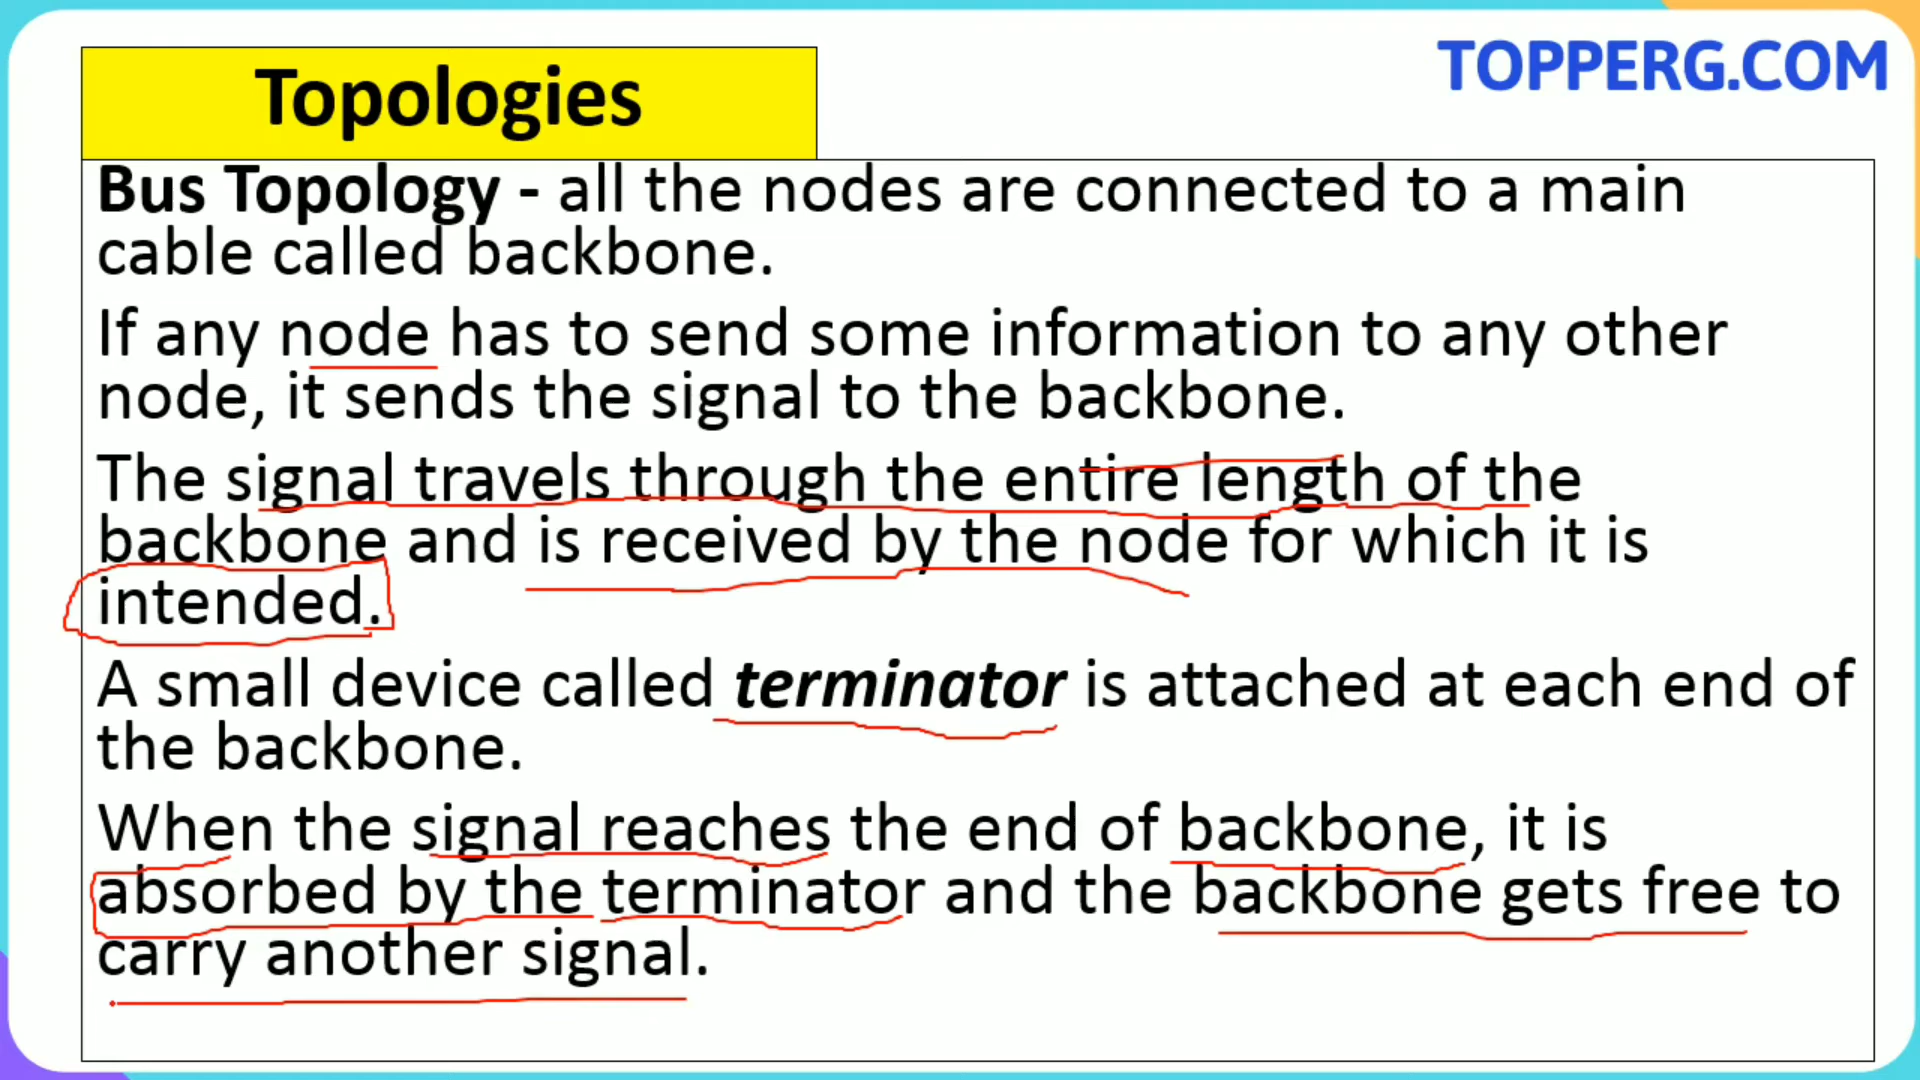 TOPPERG.COM
Topologies
Bus Topology - all the nodes are connected to a main
cable called backbone.
If any node has to send some information to any other
node, it sends the signal to the backbone.
The signal travels through the entire length of the
backbone and is received by the node for which it is
intended.
A small device called terminator is attached at each end of
the backbone.
When the signal reaches the end of backbone, it is
absorbed by the terminator and the backbone gets free to
carry another signal.